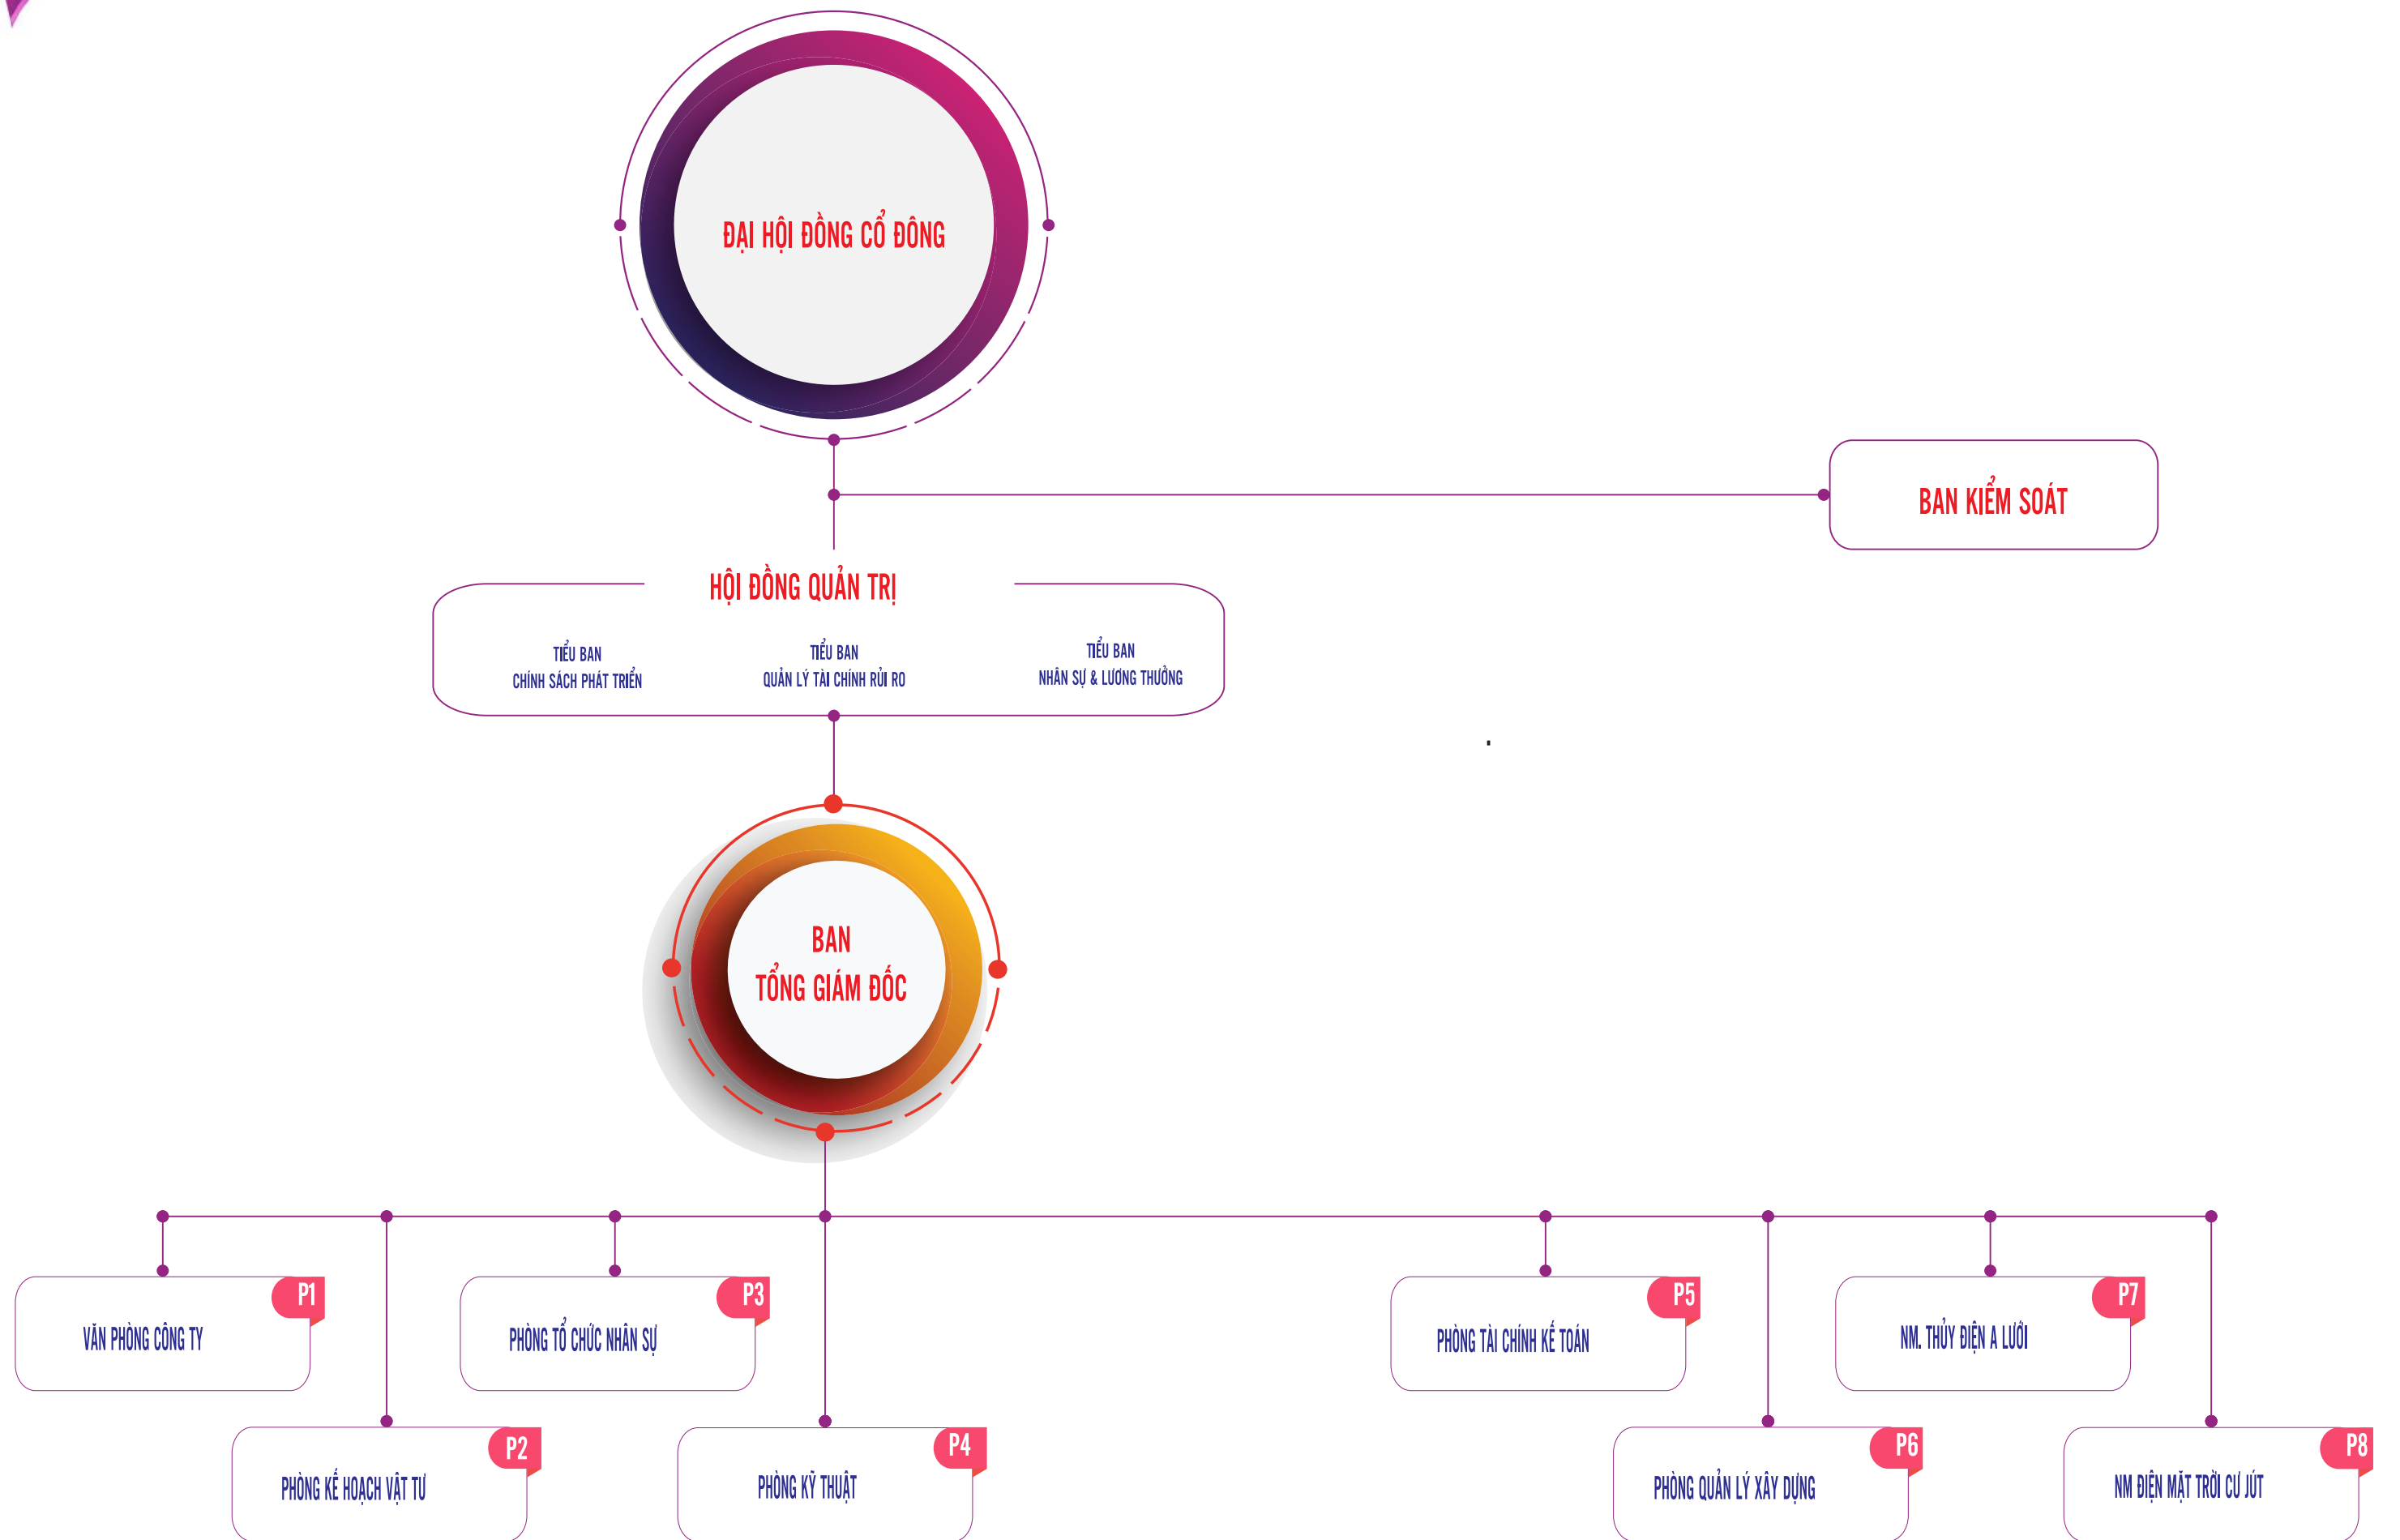 ĐẠI HỘI ĐỒNG CỔ ĐÔNG
BAN KIỂM SOÁT
HỘI ĐỒNG QUẢN TRỊ
TIỂU BAN
CHÍNH SÁCH PHÁT TRIỂN
TIỂU BAN
QUẢN LÝ TÀI CHÍNH RỦI RO
TIỂU BAN
NHÂN SỰ & LƯƠNG THƯỞNG
BAN
TỔNG GIÁM ĐỐC
P1
VĂN PHÒNG CÔNG TY
P2
PHÒNG KẾ HOẠCH VẬT TƯ
P3
PHÒNG TỔ CHỨC NHÂN SỰ
P4
PHÒNG KỸ THUẬT
P5
PHÒNG TÀI CHÍNH KẾ TOÁN
P6
PHÒNG QUẢN LÝ XÂY DỰNG
P7
NM. THỦY ĐIỆN A LƯỚI
P8
NM ĐIỆN MẶT TRỜI CƯ JÚT